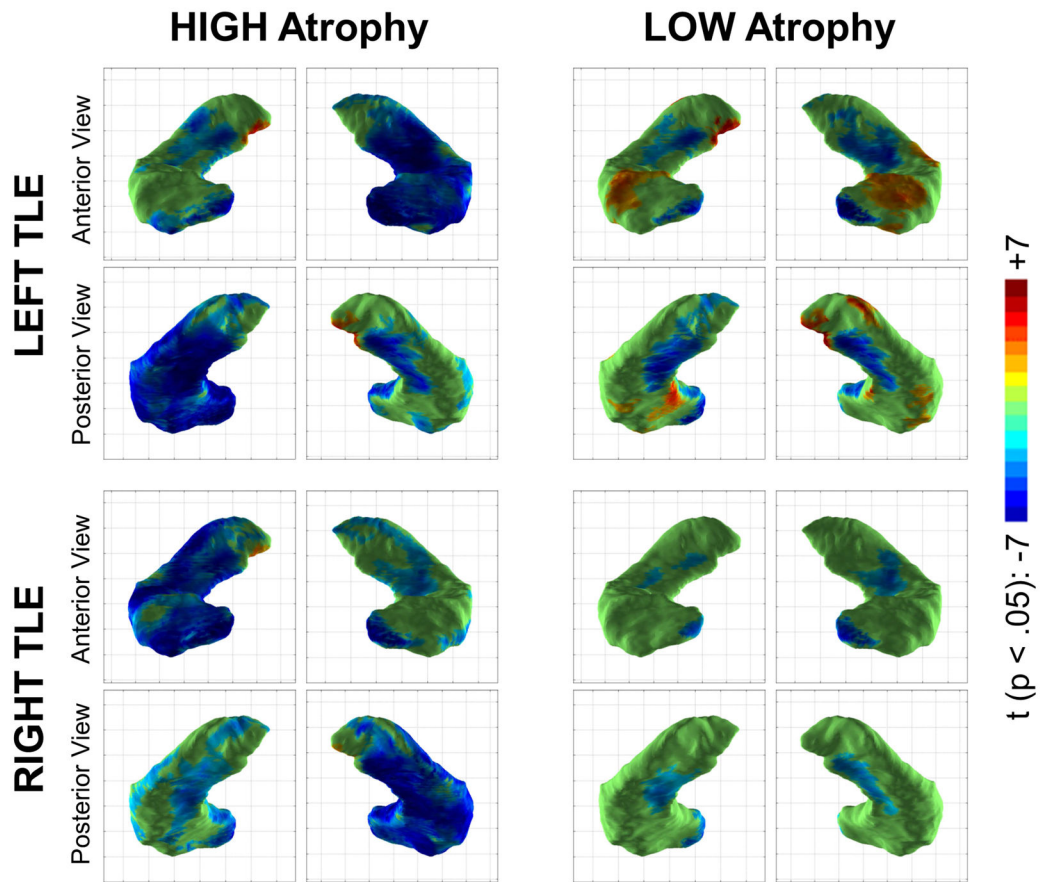 HIGH Atrophy
LOW Atrophy
LEFT TLE
Anterior View
Posterior View
RIGHT TLE
Anterior View
Posterior View
t (p < .05): -7 +7